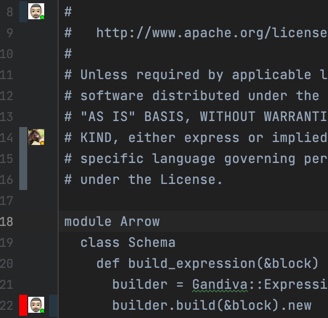 8 #
9 # http://www.apache.org/license
10 #
11 # Unless required by applicable l
12 # software distributed under the
13 # "AS IS" BASIS, WITHOUT WARRANTI
14 # KIND, either express or implied
15 # specific language governing per
16 # under the License.
17
18 module Arrow
19 class Schema
20 def build_expression(&block)
21 builder = Gandiva::Expressi
22 builder.build(&block).new